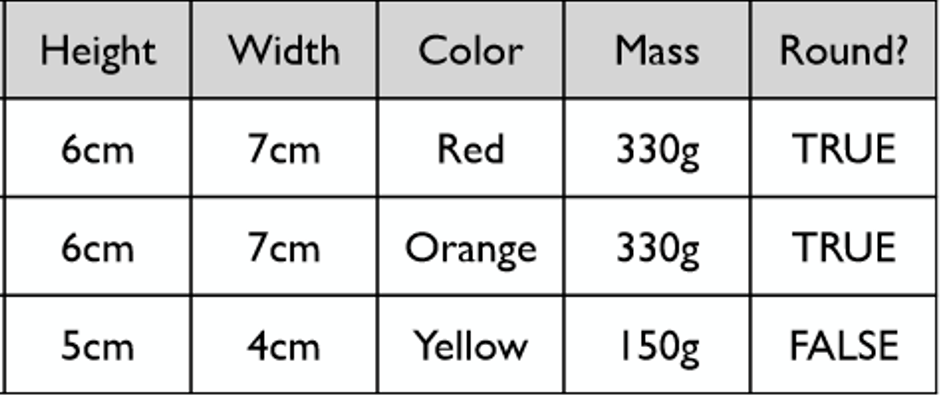 Height Width Color Mass Round?
6cm 7cm Red 330g TRUE
6cm 7cm Orange 330g TRUE
5cm 4cm Yellow 150g FALSE